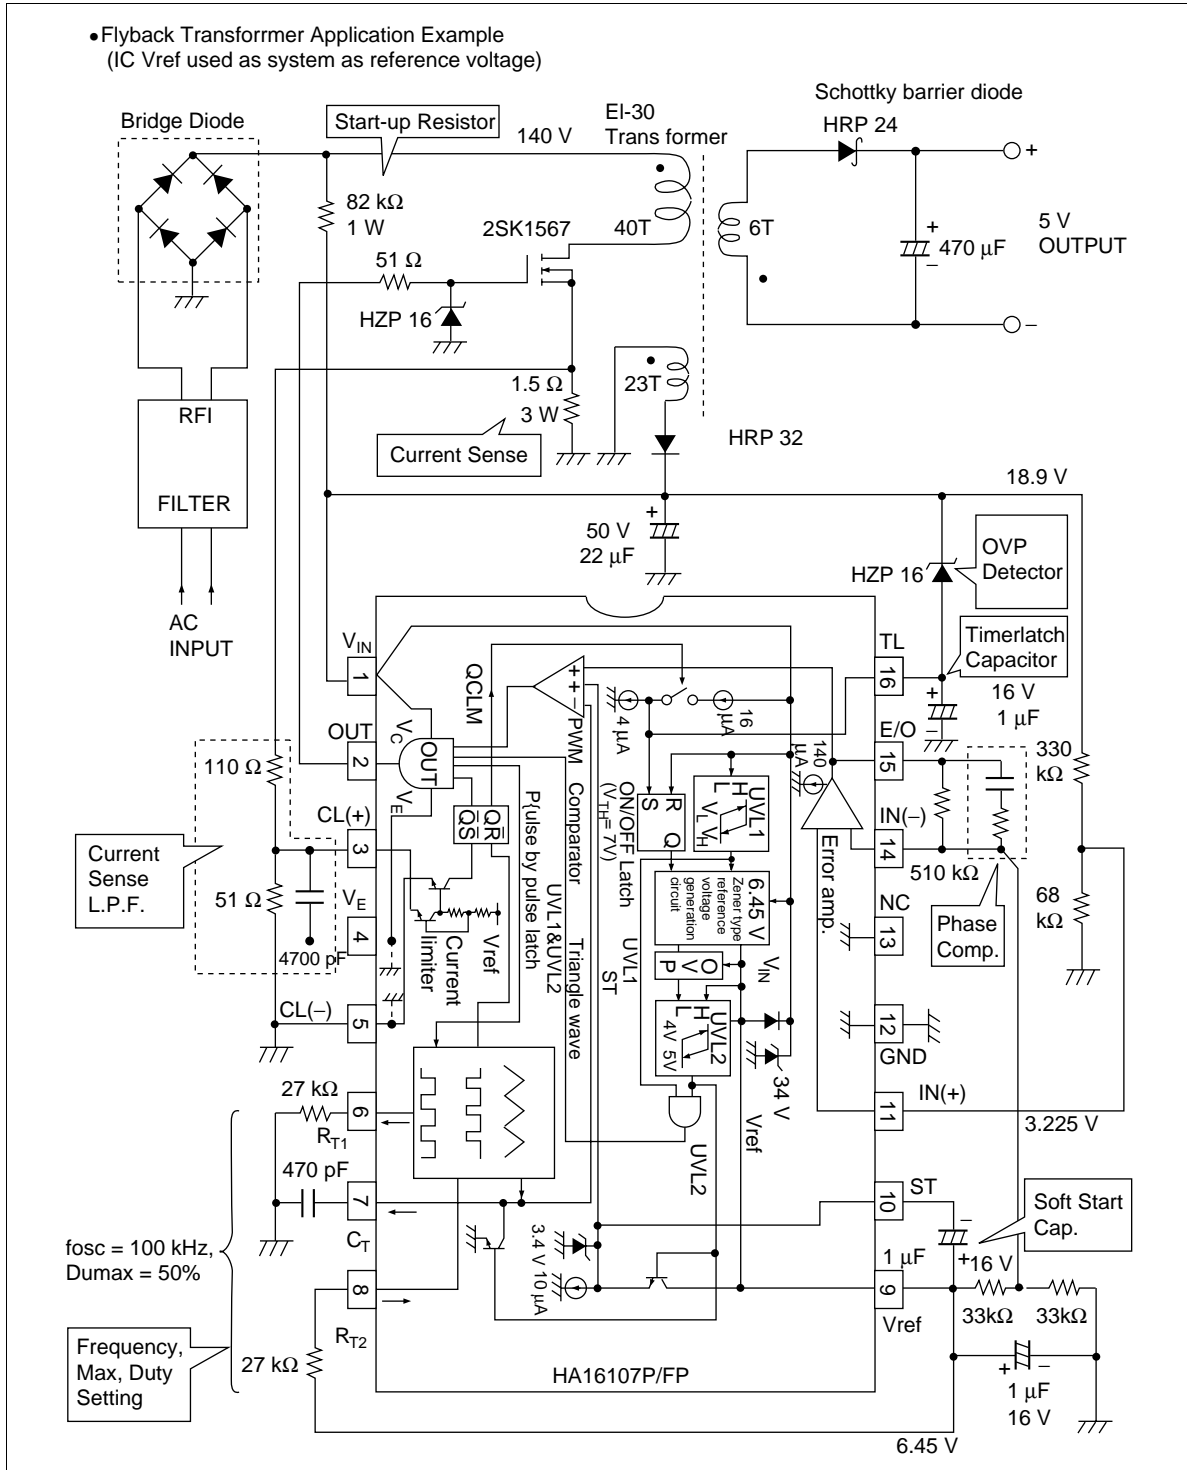 • Flyback Transforrmer Application Example
(IC Vref used as system as reference voltage)
Bridge Diode
Start-up Resistor
140 V
EI-30
Trans former
Schottky barrier diode
HRP 24
+
82 kΩ
1 W
2SK1567
40T
6T
+
470 μF
−
5 V
OUTPUT
51 Ω
HZP 16
−
23T
1.5 Ω
3 W
Current Sense
HRP 32
RFI
FILTER
18.9 V
+
50 V
22 μF
HZP 16
OVP
Detector
AC
INPUT
VIN
1
TL
16
Timerlatch
Capacitor
+
−
16 V
1 μF
QCLM
+
+
−
PWM
Comparator
4 μA
16
μA
140
μA
OUT
2
VC
OUT
VE
E/O
15
330
kΩ
110 Ω
P{ulse by pulse latch
QR
QS
ON/OFF Latch
(VTH = 7V)
R
S
Q
H
L
VL VH
UVL1
Error amp.
CL(+)
3
IN(−)
14
510 kΩ
Current
Sense
L.P.F.
51 Ω
VE
4
4700 pF
Current
limiter
Vref
UVL1&UVL2
Triangle wave
ST
UVL1
6.45 V
Zener type
reference
voltage
generation
circuit
VIN
O
V
P
NC
13
Phase
Comp.
68
kΩ
CL(−)
5
H
L
UVL2
4V 5V
34 V
12
GND
27 kΩ
6
RT1
Vref
11
IN(+)
3.225 V
UVL2
470 pF
7
CT
10
ST
−
+
Soft Start
Cap.
fosc = 100 kHz,
Dumax = 50%
3.4 V
10 μA
1 μF
16 V
8
RT2
9
Vref
33kΩ
33kΩ
Frequency,
Max, Duty
Setting
27 kΩ
HA16107P/FP
+
−
1 μF
16 V
6.45 V